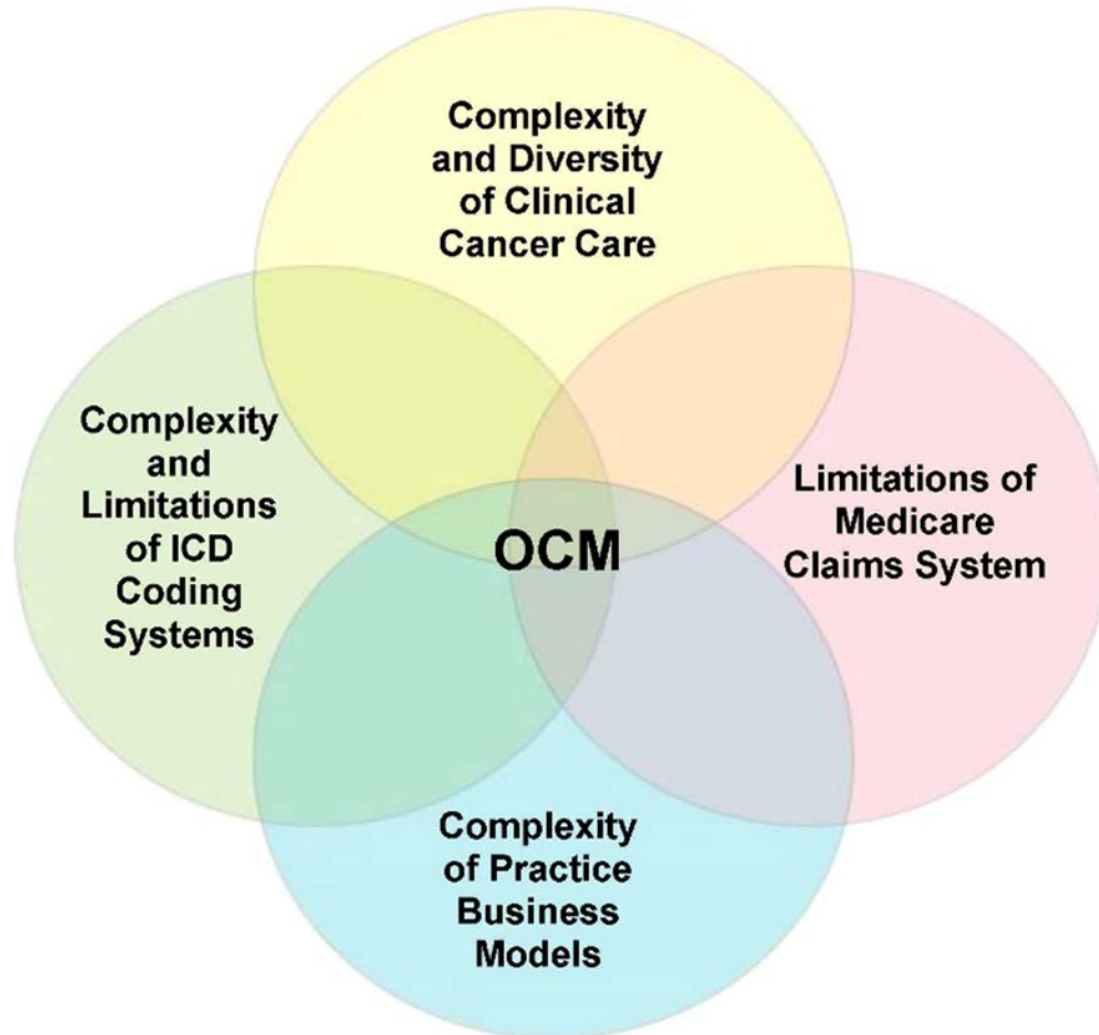 Complexity
and Diversity
of Clinical
Cancer Care
Complexity
and
Limitations
of ICD
Coding
Systems
OCM
Limitations of
Medicare
Claims System
Complexity
of Practice
Business
Models